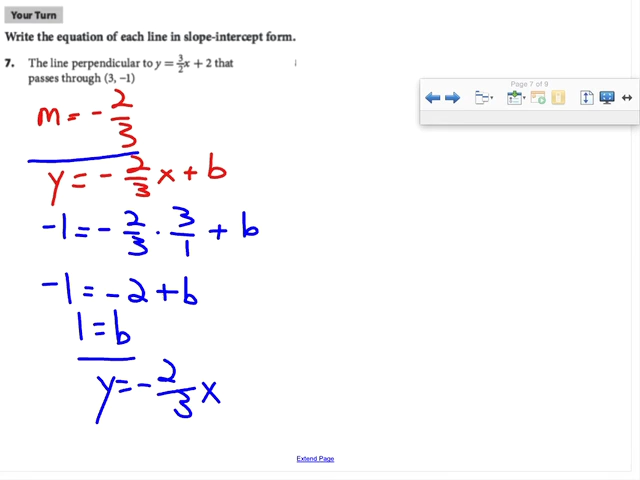 Your Turn
Write the equation of each line in slope-intercept form.
7. The line perpendicular to y = 3/2x + 2 that
passes through (3, −1)
Page 7 of 9
m = - 2/3
y = - 2/3 x + b
-1 = - 2/3 · 3/1 + b
-1 = -2 + b
1 = b
y = - 2/3 x
Extend Page